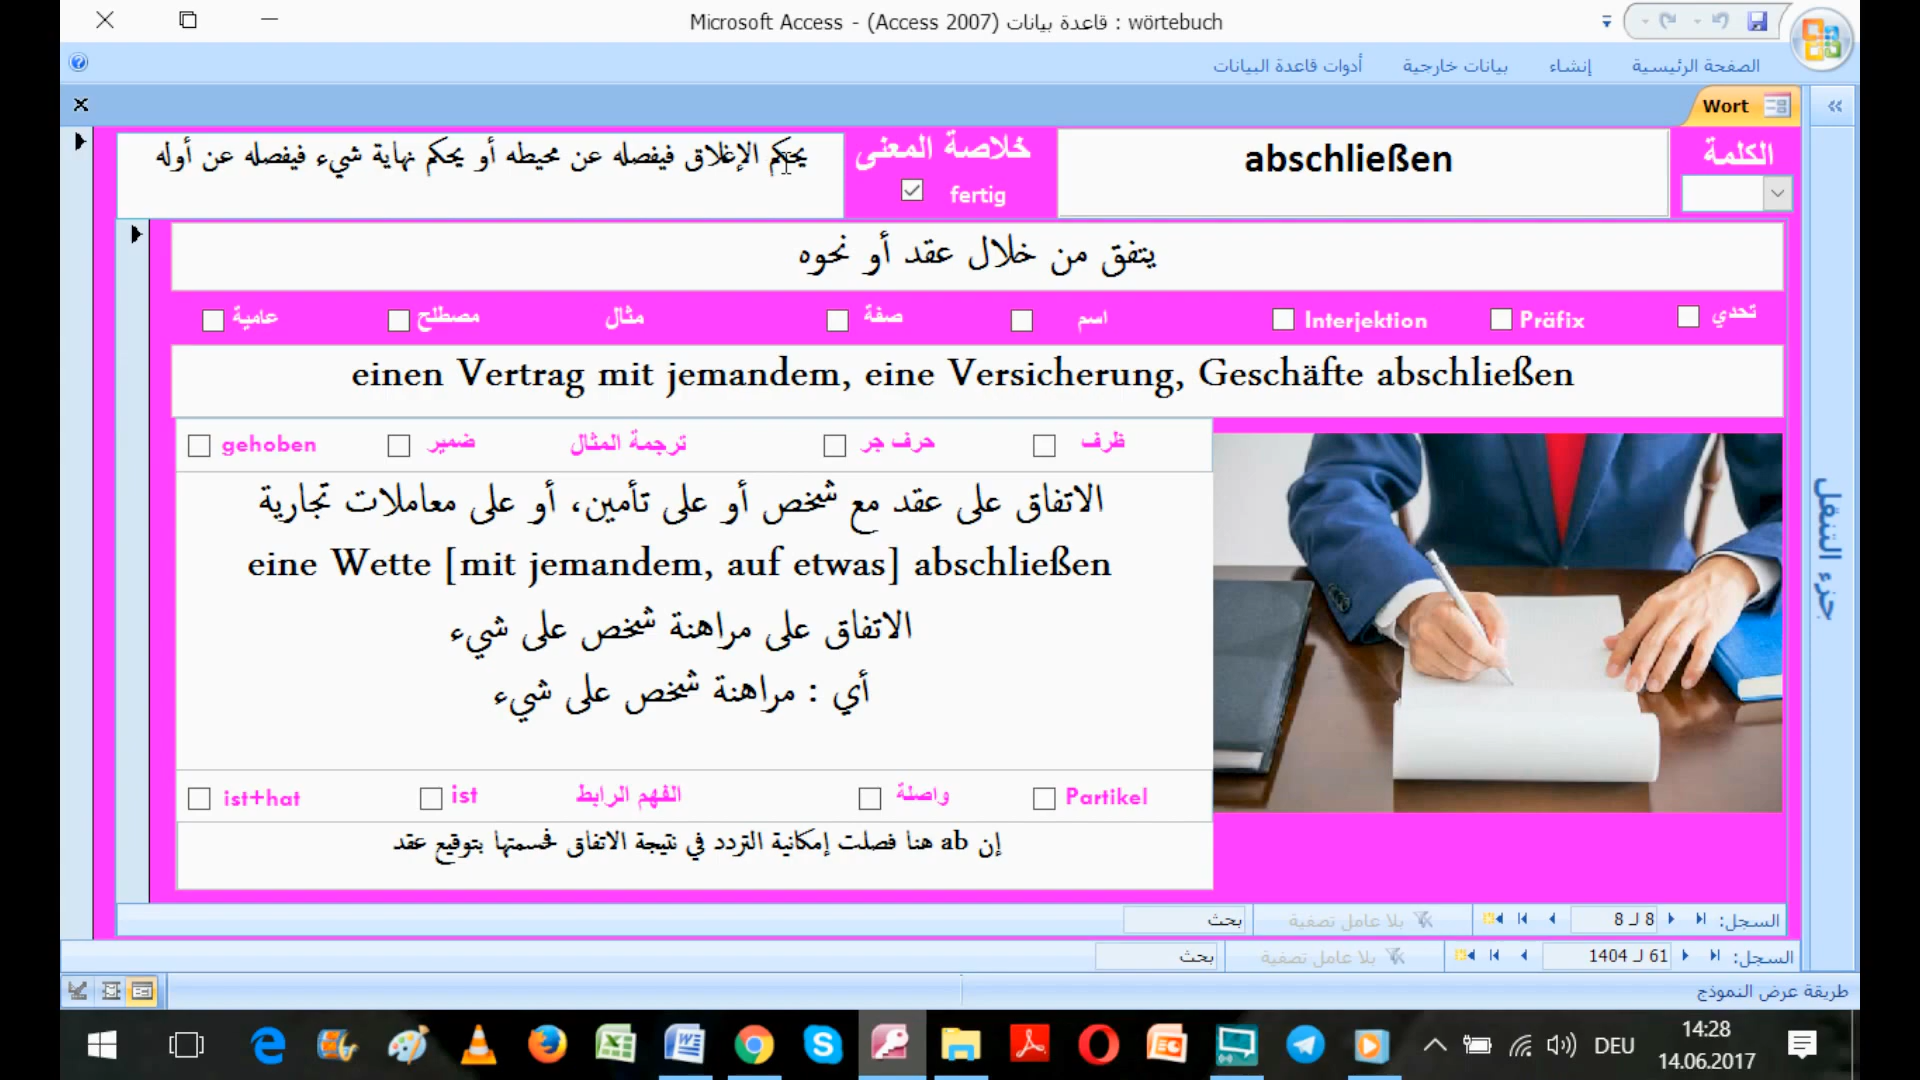 Microsoft Access - (Access 2007) قاعدة بيانات : wörtebuch
الصفحة الرئيسية
إنشاء
بيانات خارجية
أدوات قاعدة البيانات
Wort
الكلمة
abschließen
خلاصة المعنى
fertig
يحكم الإغلاق فيفصله عن محيطه أو يحكم نهاية شيء فيفصله عن أوله
يتفق من خلال عقد أو نحوه
تحدي
Präfix
Interjektion
اسم
صفة
مثال
مصطلح
عامية
einen Vertrag mit jemandem, eine Versicherung, Geschäfte abschließen
ظرف
حرف جر
ترجمة المثال
ضمير
gehoben
الاتفاق على عقد مع شخص أو على تأمين، أو على معاملات تجارية
eine Wette [mit jemandem, auf etwas] abschließen
الاتفاق على مراهنة شخص على شيء
أي : مراهنة شخص على شيء
Partikel
واصلة
الفهم الرابط
ist
ist+hat
إن ab هنا فصلت إمكانية التردد في نتيجة الاتفاق فحسمتها بتوقيع عقد
جزء التنقل
السجل:
8 لـ 8
بلا عامل تصفية
بحث
السجل:
61 لـ 1404
بلا عامل تصفية
بحث
طريقة عرض النموذج
DEU
14:28
14.06.2017